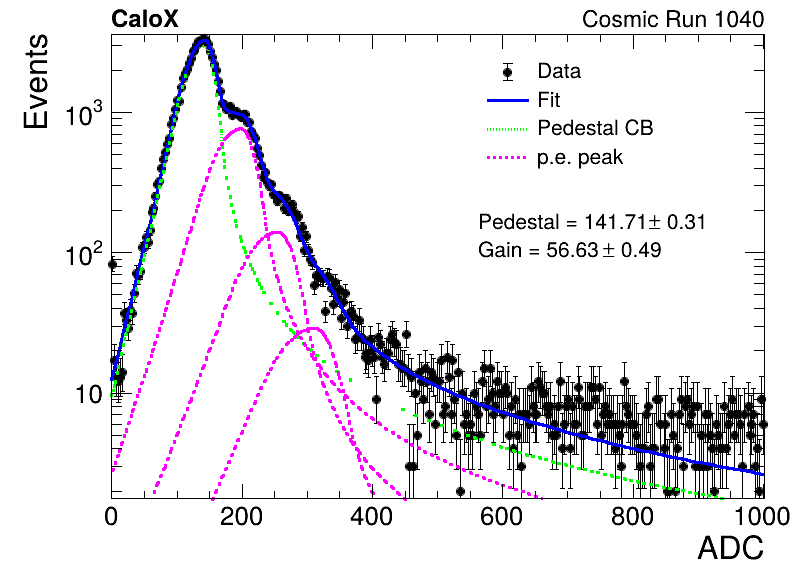 CaloX
Cosmic Run 1040
Events
Data
Fit
Pedestal CB
p.e. peak
Pedestal = 141.71± 0.31
Gain = 56.63 ± 0.49
10³
10²
10
0 200 400 600 800 1000
ADC